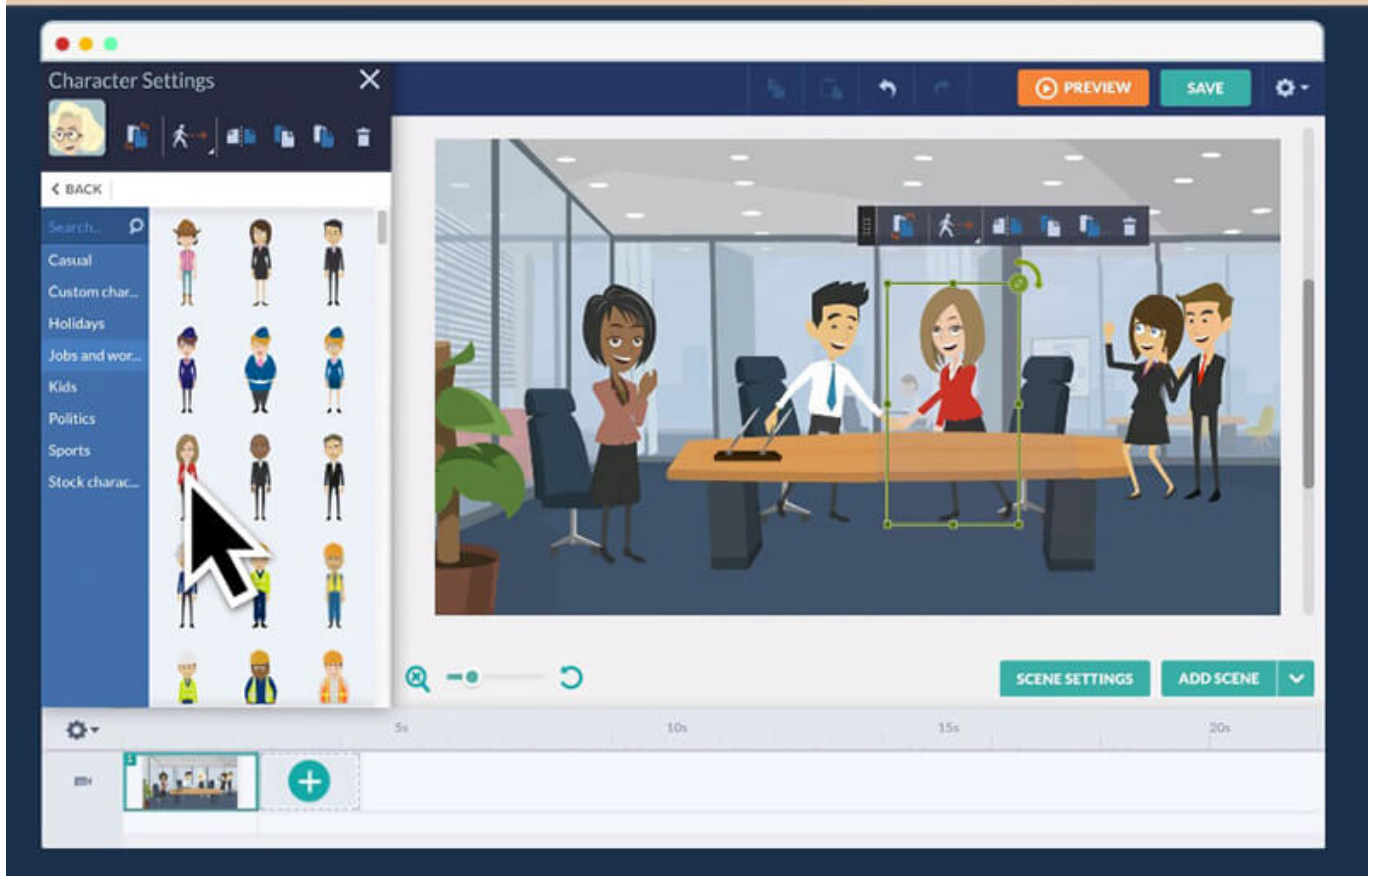 Character Settings
PREVIEW
SAVE
BACK
Search...
Casual
Custom char...
Holidays
Jobs and wor...
Kids
Politics
Sports
Stock charac...
SCENE SETTINGS
ADD SCENE
5s
10s
15s
20s